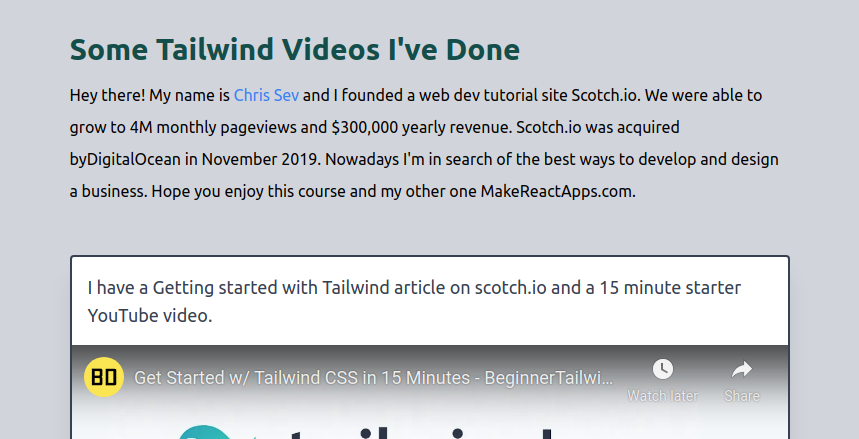 Some Tailwind Videos I've Done
Hey there! My name is Chris Sev and I founded a web dev tutorial site Scotch.io. We were able to
grow to 4M monthly pageviews and $300,000 yearly revenue. Scotch.io was acquired
byDigitalOcean in November 2019. Nowadays I'm in search of the best ways to develop and design
a business. Hope you enjoy this course and my other one MakeReactApps.com.
I have a Getting started with Tailwind article on scotch.io and a 15 minute starter
YouTube video.
BO Get Started w/ Tailwind CSS in 15 Minutes - BeginnerTailwi...
Watch later Share